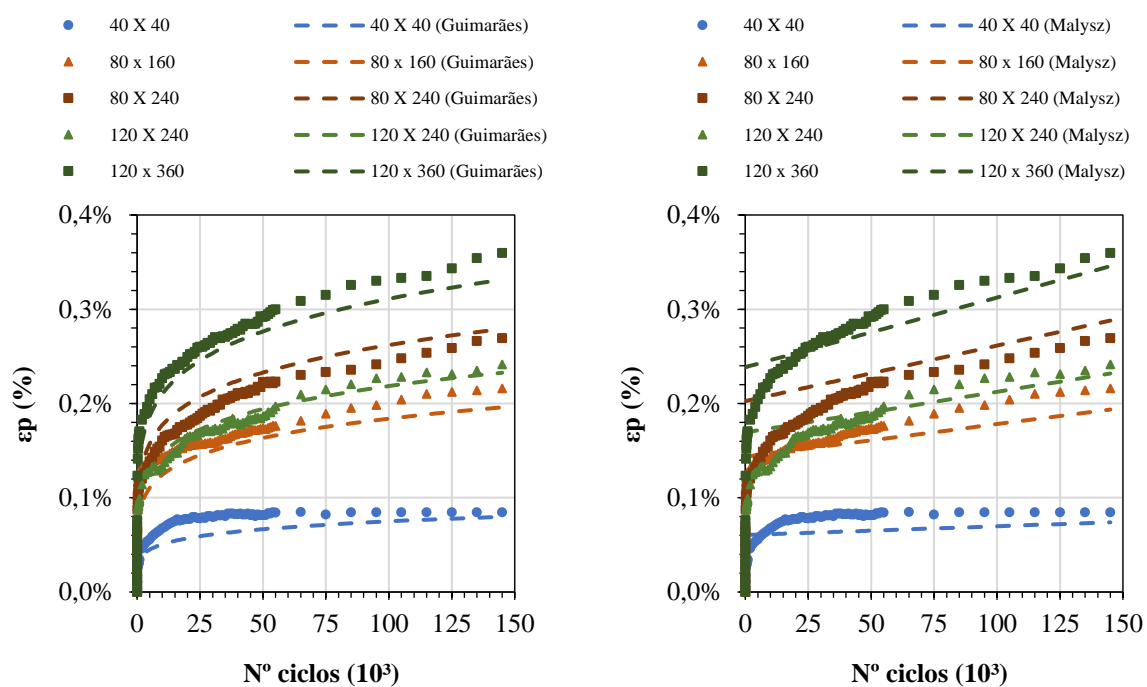 40 X 40
40 X 40 (Guimarães)
80 x 160
80 x 160 (Guimarães)
80 X 240
80 X 240 (Guimarães)
120 X 240
120 X 240 (Guimarães)
120 x 360
120 x 360 (Guimarães)
0,4%
0,3%
0,2%
0,1%
0,0%
εp (%)
0 25 50 75 100 125 150
Nº ciclos (10³)
40 X 40
40 X 40 (Malysz)
80 x 160
80 x 160 (Malysz)
80 X 240
80 X 240 (Malysz)
120 X 240
120 X 240 (Malysz)
120 x 360
120 x 360 (Malysz)
0,4%
0,3%
0,2%
0,1%
0,0%
εp (%)
0 25 50 75 100 125 150
Nº ciclos (10³)